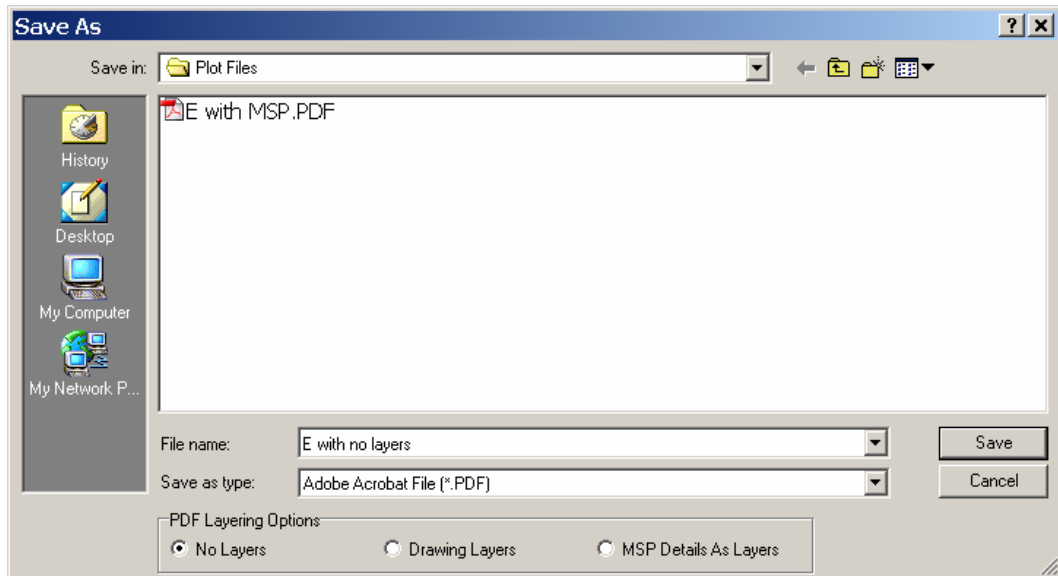 Save As
Save in: Plot Files
E with MSP.PDF
History
Desktop
My Computer
My Network P...
File name: E with no layers Save
Save as type: Adobe Acrobat File (*.PDF) Cancel
PDF Layering Options
No Layers Drawing Layers MSP Details As Layers